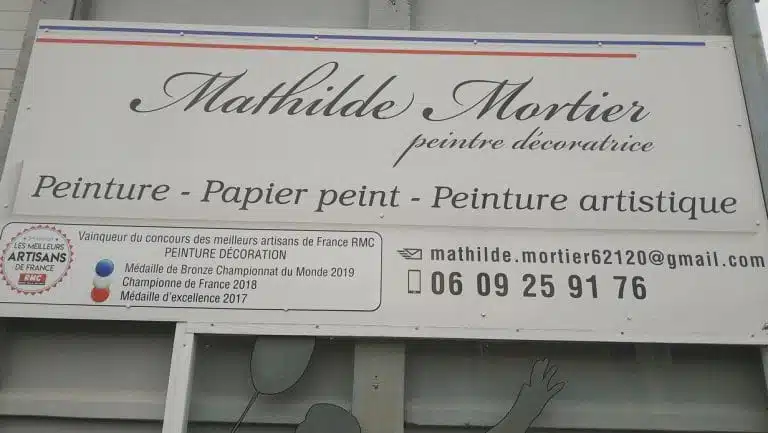 Mathilde Mortier
peintre décoratrice
Peinture - Papier peint - Peinture artistique
LES MEILLEURS
ARTISANS
DE FRANCE
RMC
Vainqueur du concours des meilleurs artisans de France RMC
PEINTURE DÉCORATION
Médaille de Bronze Championnat du Monde 2019
Championne de France 2018
Médaille d'excellence 2017
mathilde.mortier62120@gmail.com
06 09 25 91 76